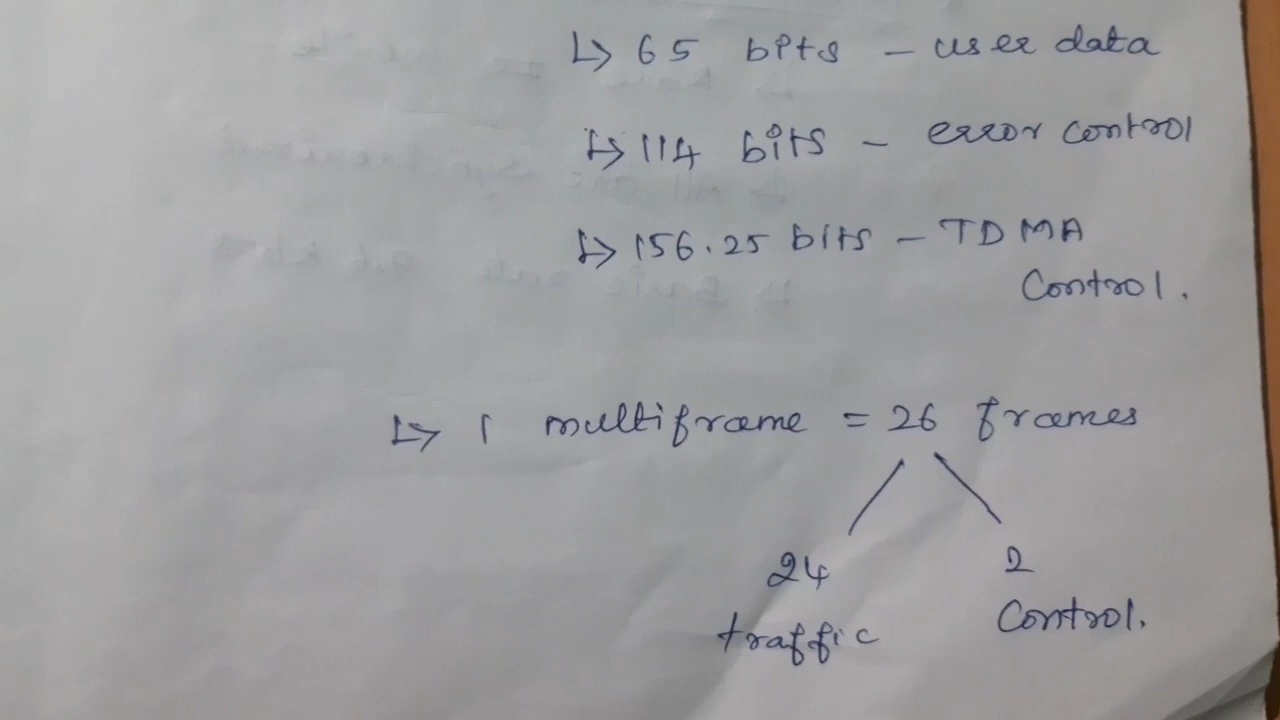 ↳ 65 bits - user data
↳ 114 bits - error control
↳ 156.25 bits - TDMA
Control.
↳ 1 multiframe = 26 frames
24 2
traffic Control.